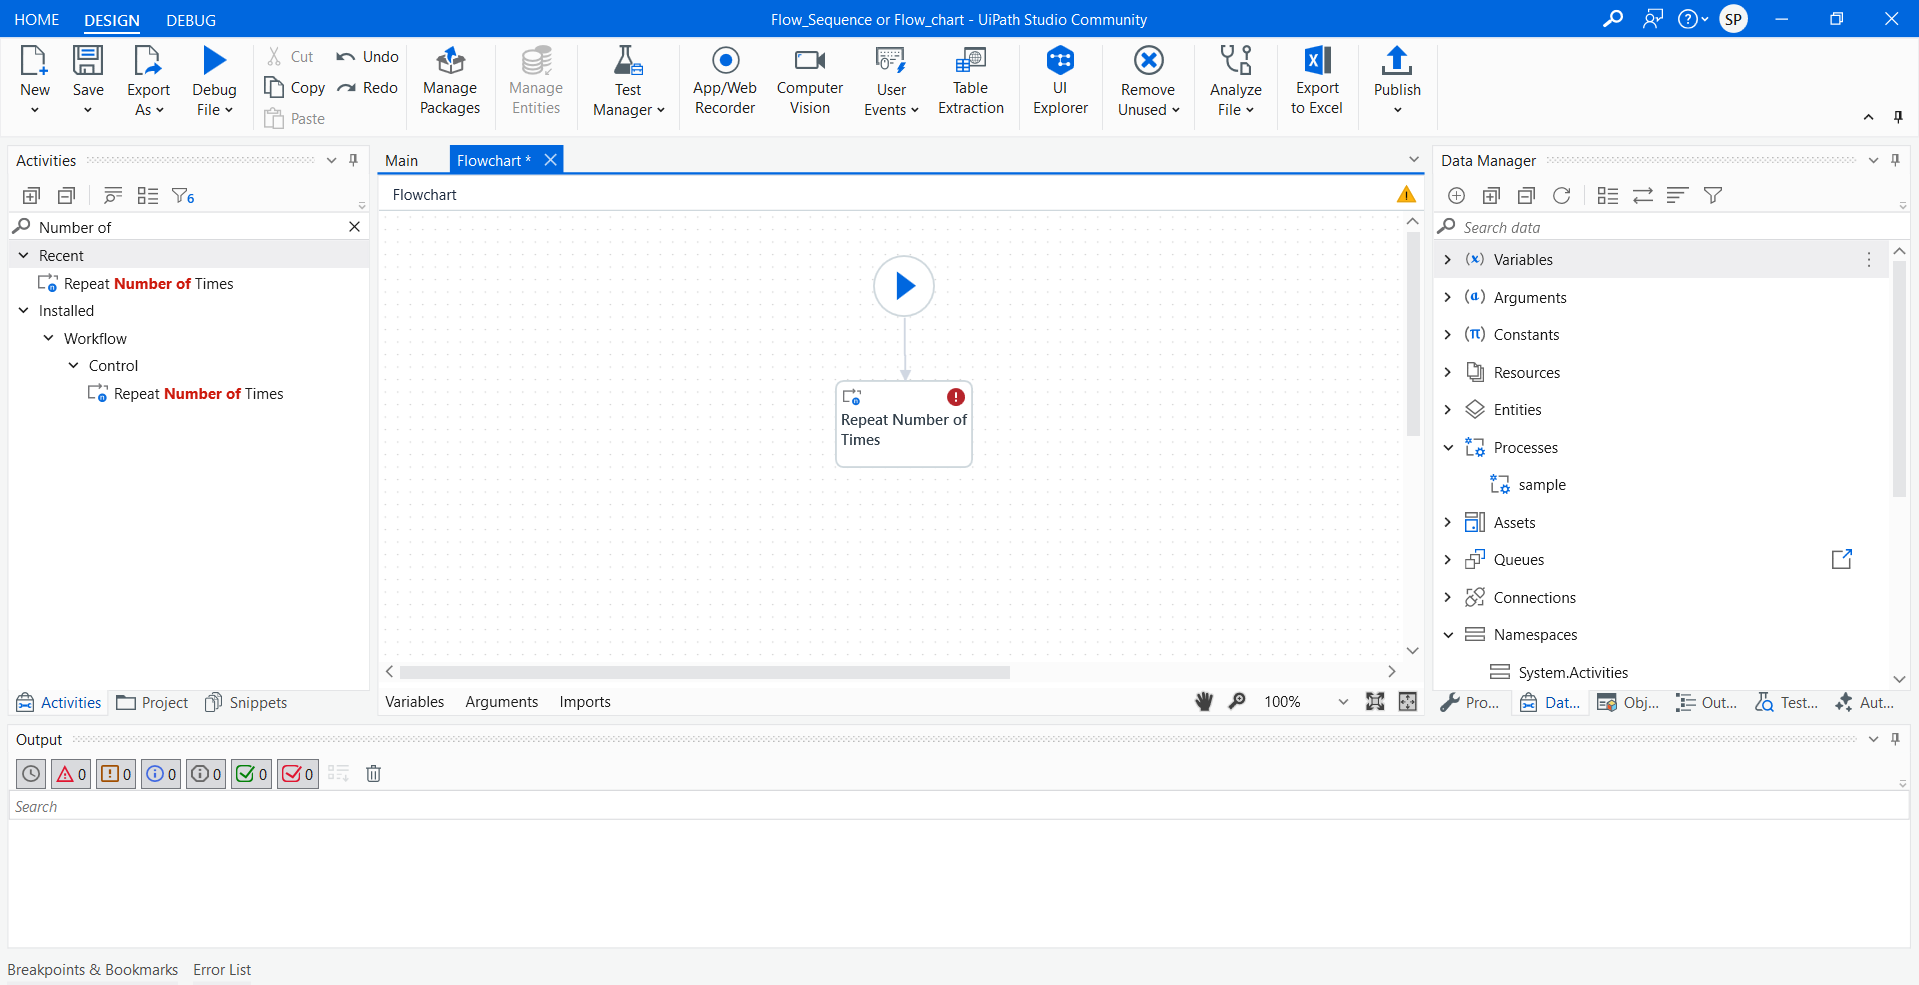 HOME DESIGN DEBUG Flow_Sequence or Flow_chart - UiPath Studio Community SP
New Save Export As Debug File Cut Copy Paste Undo Redo Manage Packages Manage Entities Test Manager App/Web Recorder Computer Vision User Events Table Extraction UI Explorer Remove Unused Analyze File Export to Excel Publish
Activities
6
Number of
Recent
Repeat Number of Times
Installed
Workflow
Control
Repeat Number of Times
Activities Project Snippets
Main Flowchart *
Flowchart
Repeat Number of
Times
Variables Arguments Imports 100%
Data Manager
Search data
Variables
Arguments
Constants
Resources
Entities
Processes
sample
Assets
Queues
Connections
Namespaces
System.Activities
Pro... Dat... Obj... Out... Test... Aut...
Output
0 0 0 0 0 0
Search
Breakpoints & Bookmarks Error List